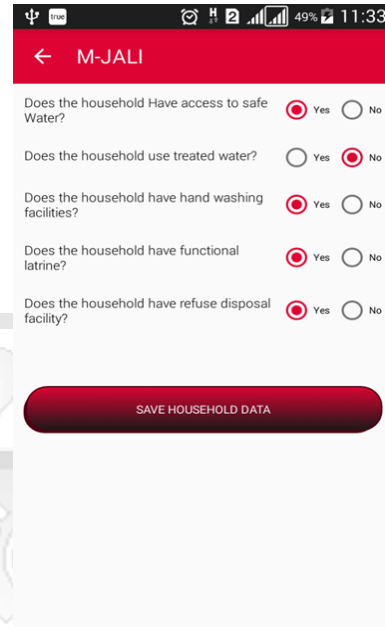 true H 2 49% 11:33
M-JALI
Does the household Have access to safe
Water?
Yes No
Does the household use treated water?
Yes No
Does the household have hand washing
facilities?
Yes No
Does the household have functional
latrine?
Yes No
Does the household have refuse disposal
facility?
Yes No
SAVE HOUSEHOLD DATA